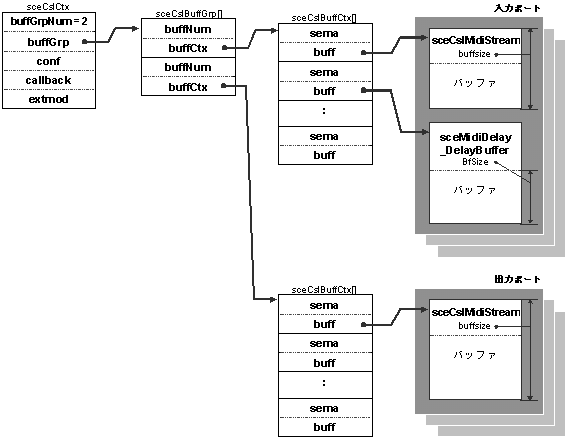 sceCslCtx
buffGrpNum=2
buffGrp
conf
callback
extmod
sceCslBuffGrp[]
buffNum
buffCtx
buffNum
buffCtx
sceCslBuffCtx[]
sema
buff
sema
buff
:
sema
buff
入力ポート
sceCslMidiStream
buffsize
バッファ
sceMidiDelay
_DelayBuffer
BfSize
バッファ
sceCslBuffCtx[]
sema
buff
sema
buff
:
sema
buff
出力ポート
sceCslMidiStream
buffsize
バッファ